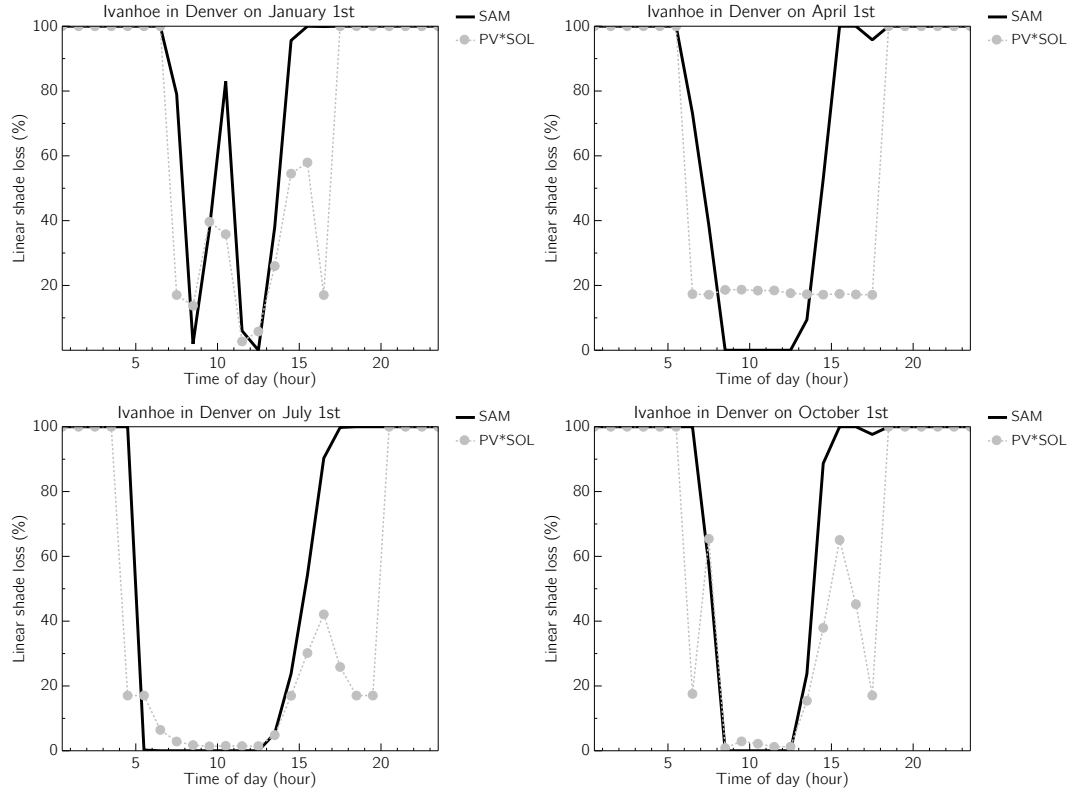 Ivanhoe in Denver on January 1st
SAM
PV*SOL
100
80
60
40
20
Linear shade loss (%)
5
10
15
20
Time of day (hour)
Ivanhoe in Denver on April 1st
SAM
PV*SOL
100
80
60
40
20
0
Linear shade loss (%)
5
10
15
20
Time of day (hour)
Ivanhoe in Denver on July 1st
SAM
PV*SOL
100
80
60
40
20
0
Linear shade loss (%)
5
10
15
20
Time of day (hour)
Ivanhoe in Denver on October 1st
SAM
PV*SOL
100
80
60
40
20
0
Linear shade loss (%)
5
10
15
20
Time of day (hour)